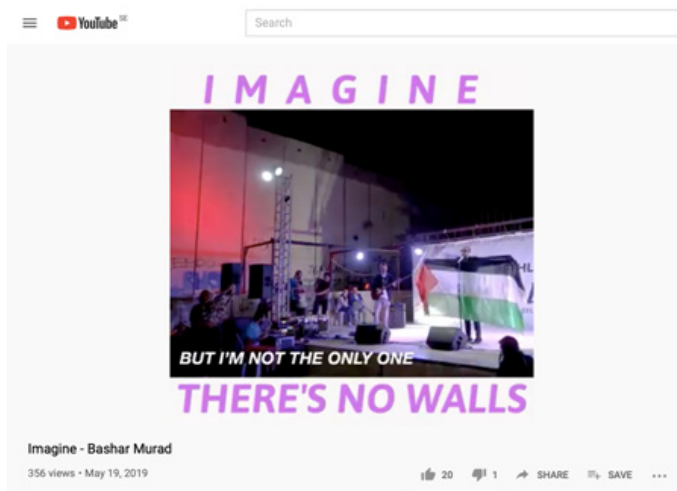 YouTube SE
Search
IMAGINE
BUT I'M NOT THE ONLY ONE
THERE'S NO WALLS
Imagine - Bashar Murad
356 views • May 19, 2019
20 1 SHARE SAVE